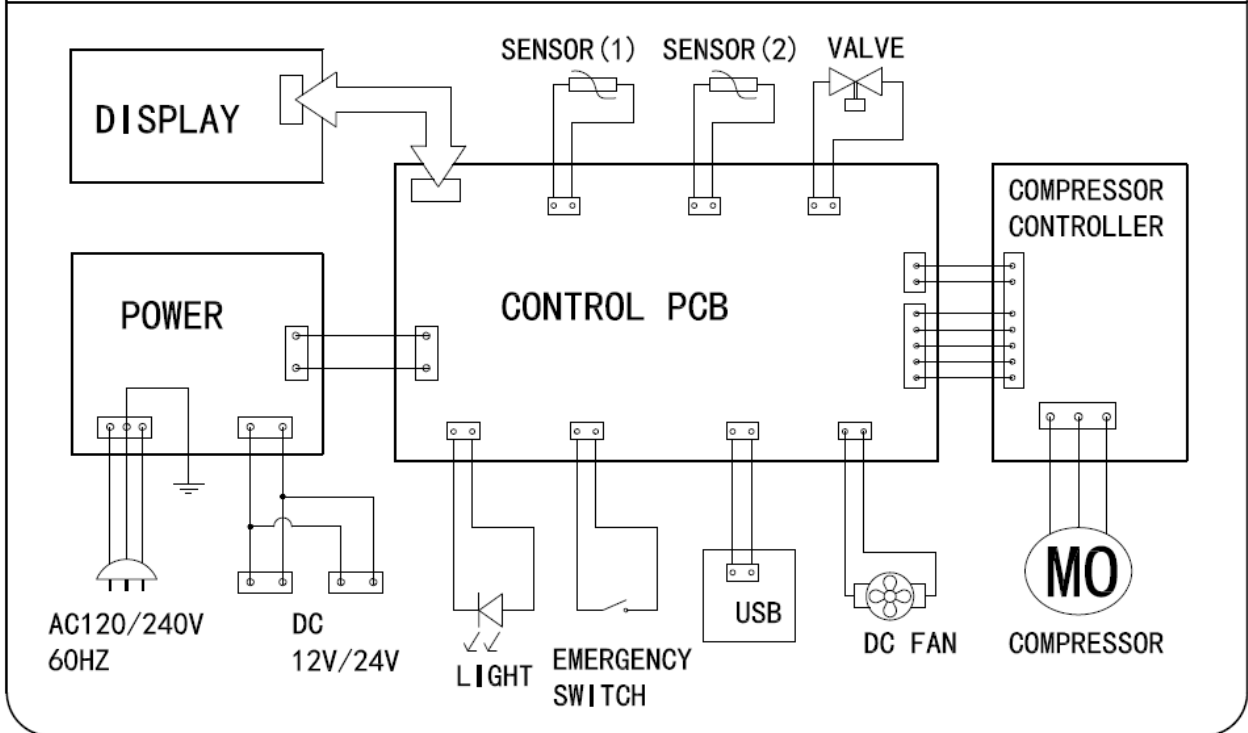 SENSOR(1) SENSOR(2) VALVE
DISPLAY
COMPRESSOR
CONTROLLER
POWER
CONTROL PCB
MO
AC120/240V
60HZ
DC
12V/24V
LIGHT
EMERGENCY
SWITCH
USB
DC FAN
COMPRESSOR